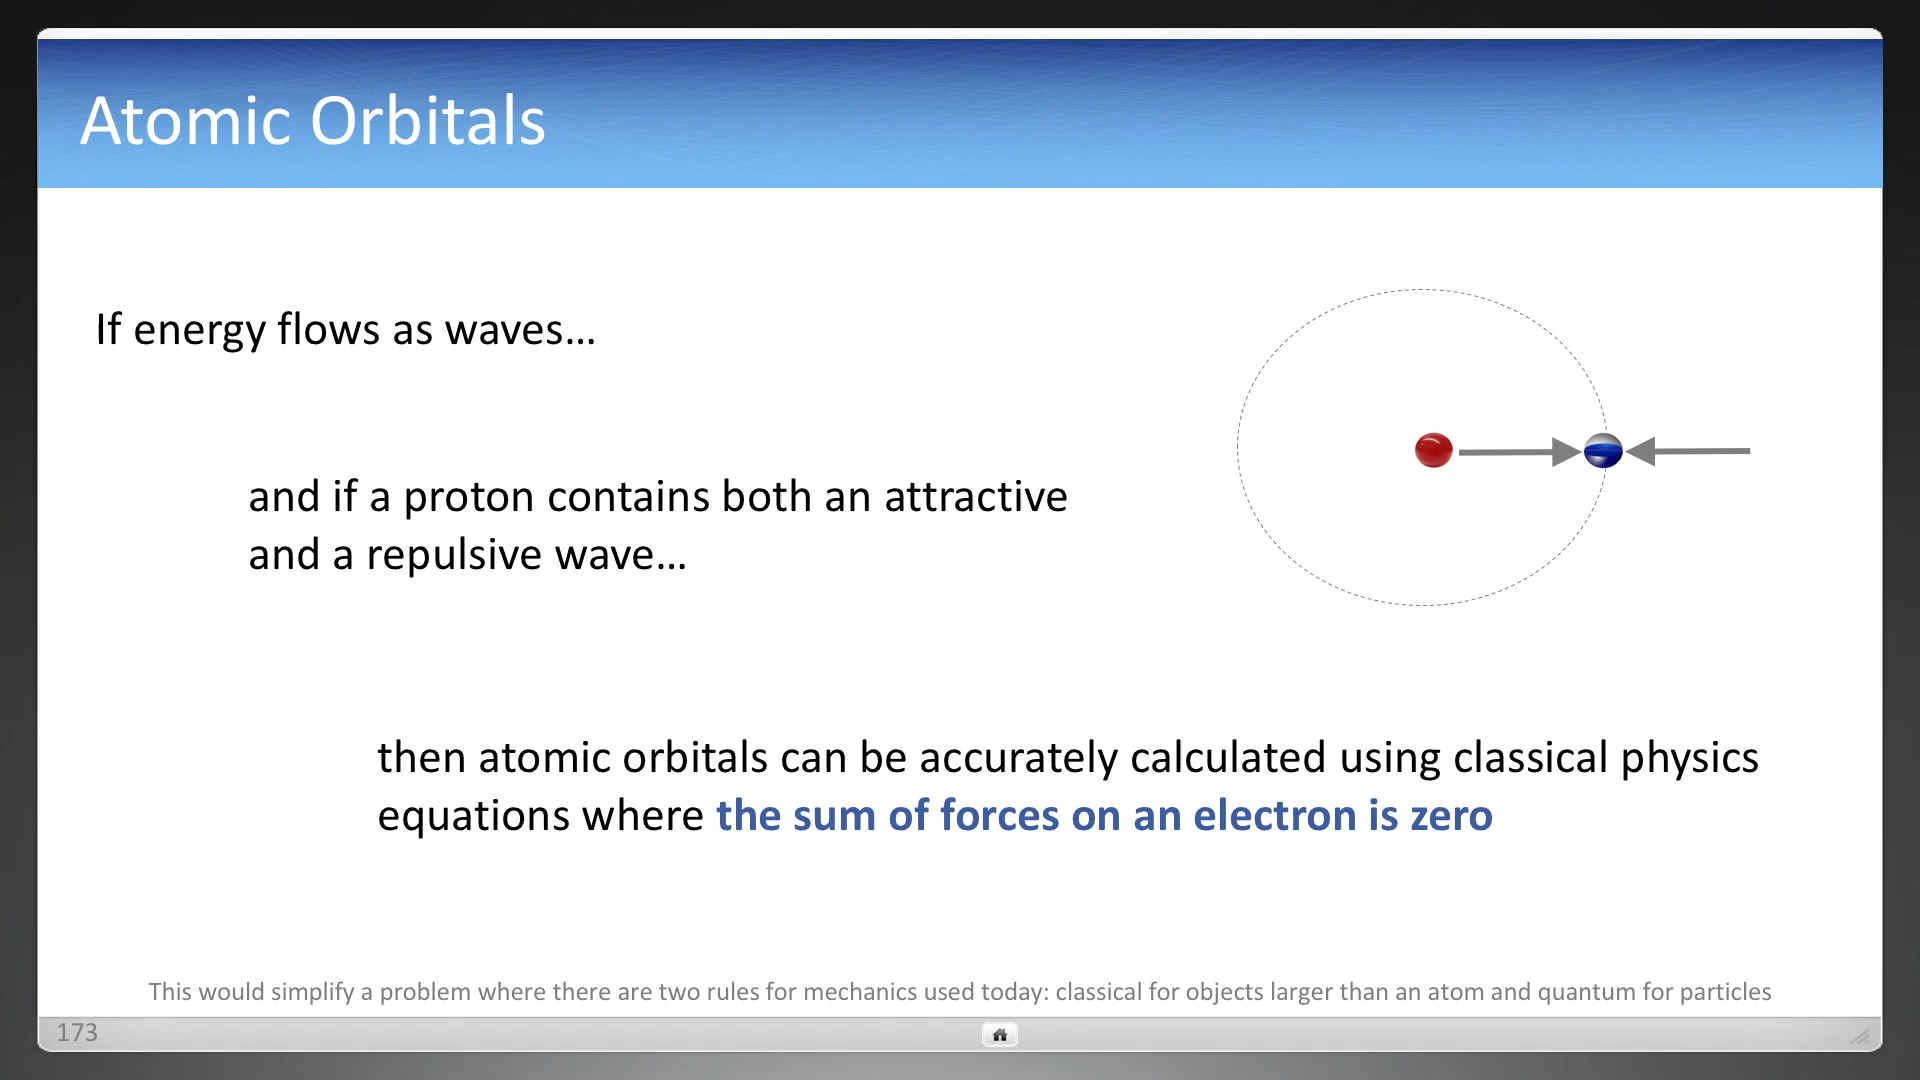 Atomic Orbitals
If energy flows as waves…
and if a proton contains both an attractive
and a repulsive wave…
then atomic orbitals can be accurately calculated using classical physics
equations where the sum of forces on an electron is zero
This would simplify a problem where there are two rules for mechanics used today: classical for objects larger than an atom and quantum for particles
173